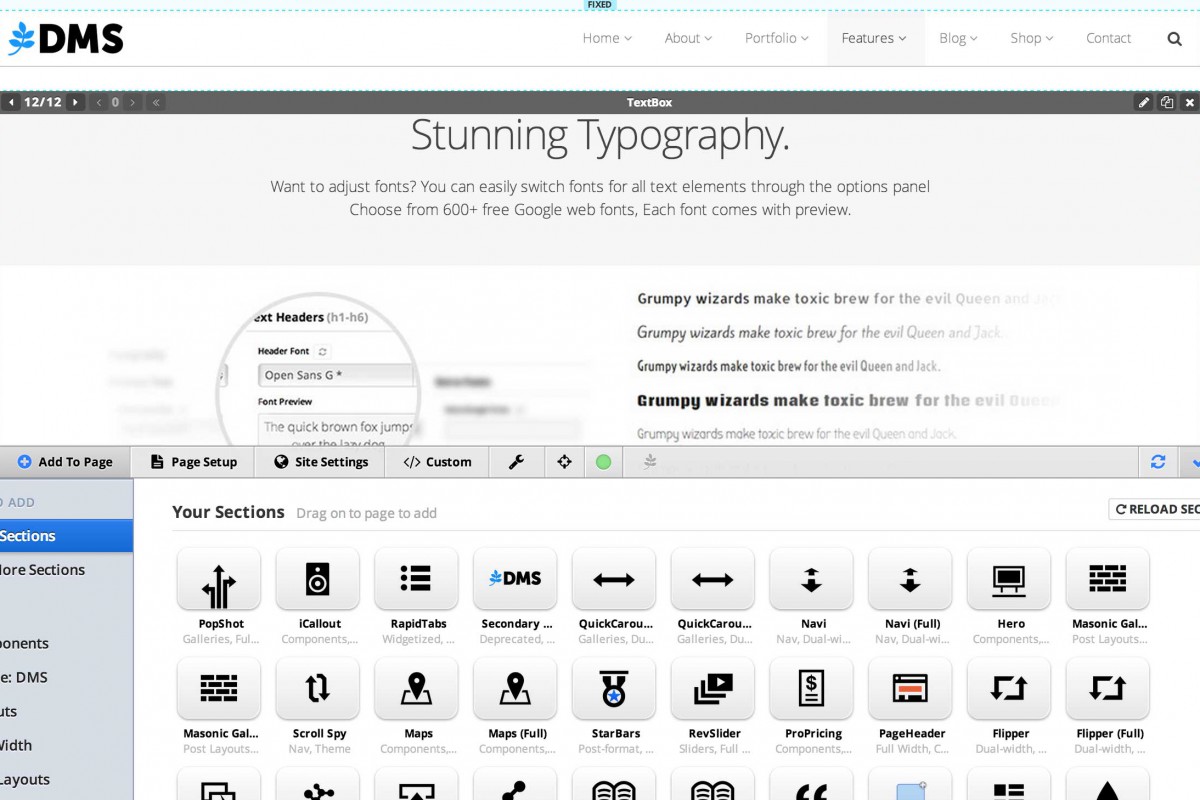 FIXED
DMS
Home
About
Portfolio
Features
Blog
Shop
Contact
12/12
0
TextBox
Stunning Typography.
Want to adjust fonts? You can easily switch fonts for all text elements through the options panel
Choose from 600+ free Google web fonts, Each font comes with preview.
ext Headers (h1-h6)
Header Font
Open Sans G *
Font Preview
The quick brown fox jumps
over the lazy dog
Grumpy wizards make toxic brew for the evil Queen and Jac
Grumpy wizards make toxic brew for the evil Queen and Jack
Grumpy wizards make toxic brew for the evil Queen and Jack.
Grumpy wizards make toxic brew for the evil Queen
Grumpy wizards make toxic brew for the evil Queen and Jack.
Add To Page
Page Setup
Site Settings
</> Custom
O ADD
Sections
ore Sections
onents
e: DMS
uts
Width
Layouts
Your Sections Drag on to page to add
RELOAD SEC
DMS
PopShot
iCallout
RapidTabs
Secondary ...
QuickCarou...
QuickCarou...
Navi
Navi (Full)
Hero
Masonic Gal...
Galleries, Ful...
Components,...
Widgetized, ...
Deprecated, ...
Galleries, Du...
Galleries, Du...
Nav, Dual-wi...
Nav, Dual-wi...
Components,...
Post Layouts...
Masonic Gal...
Scroll Spy
Maps
Maps (Full)
StarBars
RevSlider
ProPricing
PageHeader
Flipper
Flipper (Full)
Post Layouts...
Nav, Theme
Components,...
Components,...
Post-format, ...
Sliders, Full ...
Components,...
Full Width, C...
Dual-width, ...
Dual-width, ...